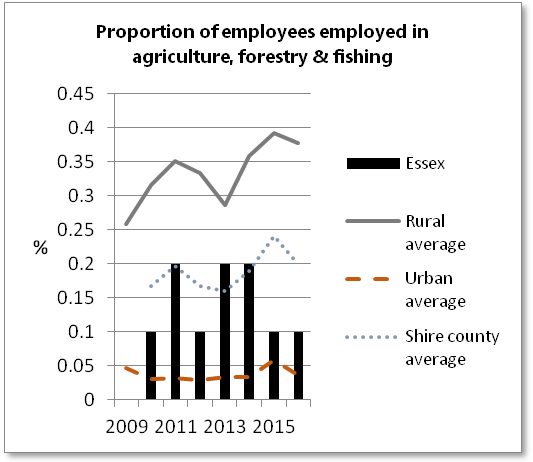 Proportion of employees employed in
agriculture, forestry & fishing
0.45
0.4
0.35
0.3
0.25
0.2
0.15
0.1
0.05
0
%
2009 2011 2013 2015
Essex
Rural
average
Urban
average
Shire county
average